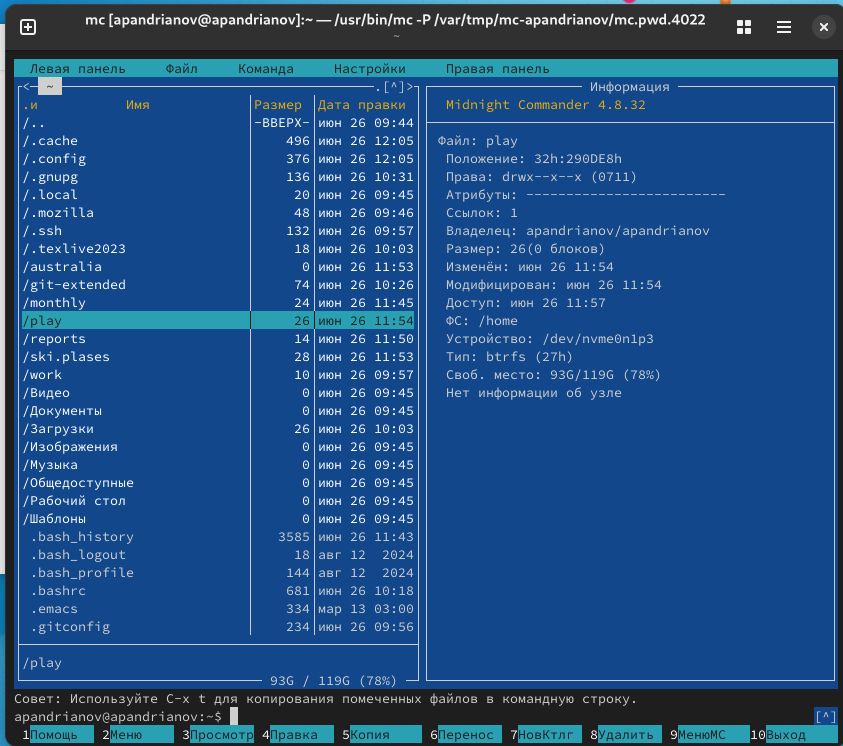 mc [apandrianov@apandrianov]:~ — /usr/bin/mc -P /var/tmp/mc-apandrianov/mc.pwd.4022
~
Левая панель Файл Команда Настройки Правая панель
<─ ~ .[^]>
.и Имя Размер Дата правки
/.. -ВВЕРХ- июн 26 09:44
/.cache 496 июн 26 12:05
/.config 376 июн 26 12:05
/.gnupg 136 июн 26 10:31
/.local 20 июн 26 09:45
/.mozilla 48 июн 26 09:46
/.ssh 132 июн 26 09:57
/.texlive2023 18 июн 26 10:03
/australia 0 июн 26 11:53
/git-extended 74 июн 26 10:26
/monthly 24 июн 26 11:45
/play 26 июн 26 11:54
/reports 14 июн 26 11:50
/ski.plases 28 июн 26 11:53
/work 10 июн 26 09:57
/Видео 0 июн 26 09:45
/Документы 0 июн 26 09:45
/Загрузки 26 июн 26 10:03
/Изображения 0 июн 26 09:45
/Музыка 0 июн 26 09:45
/Общедоступные 0 июн 26 09:45
/Рабочий стол 0 июн 26 09:45
/Шаблоны 0 июн 26 09:45
.bash_history 3585 июн 26 11:43
.bash_logout 18 авг 12 2024
.bash_profile 144 авг 12 2024
.bashrc 681 июн 26 10:18
.emacs 334 мар 13 03:00
.gitconfig 234 июн 26 09:56
/play
93G / 119G (78%)
Информация
Midnight Commander 4.8.32
Файл: play
Положение: 32h:290DE8h
Права: drwx--x--x (0711)
Атрибуты: -------------------------
Ссылок: 1
Владелец: apandrianov/apandrianov
Размер: 26(0 блоков)
Изменён: июн 26 11:54
Модифицирован: июн 26 11:54
Доступ: июн 26 11:57
ФС: /home
Устройство: /dev/nvme0n1p3
Тип: btrfs (27h)
Своб. место: 93G/119G (78%)
Нет информации об узле
Совет: Используйте C-x t для копирования помеченных файлов в командную строку.
apandrianov@apandrianov:~$ [^]
1Помощь 2Меню 3Просмотр 4Правка 5Копия 6Перенос 7НовКтлг 8Удалить 9МенюMC 10Выход